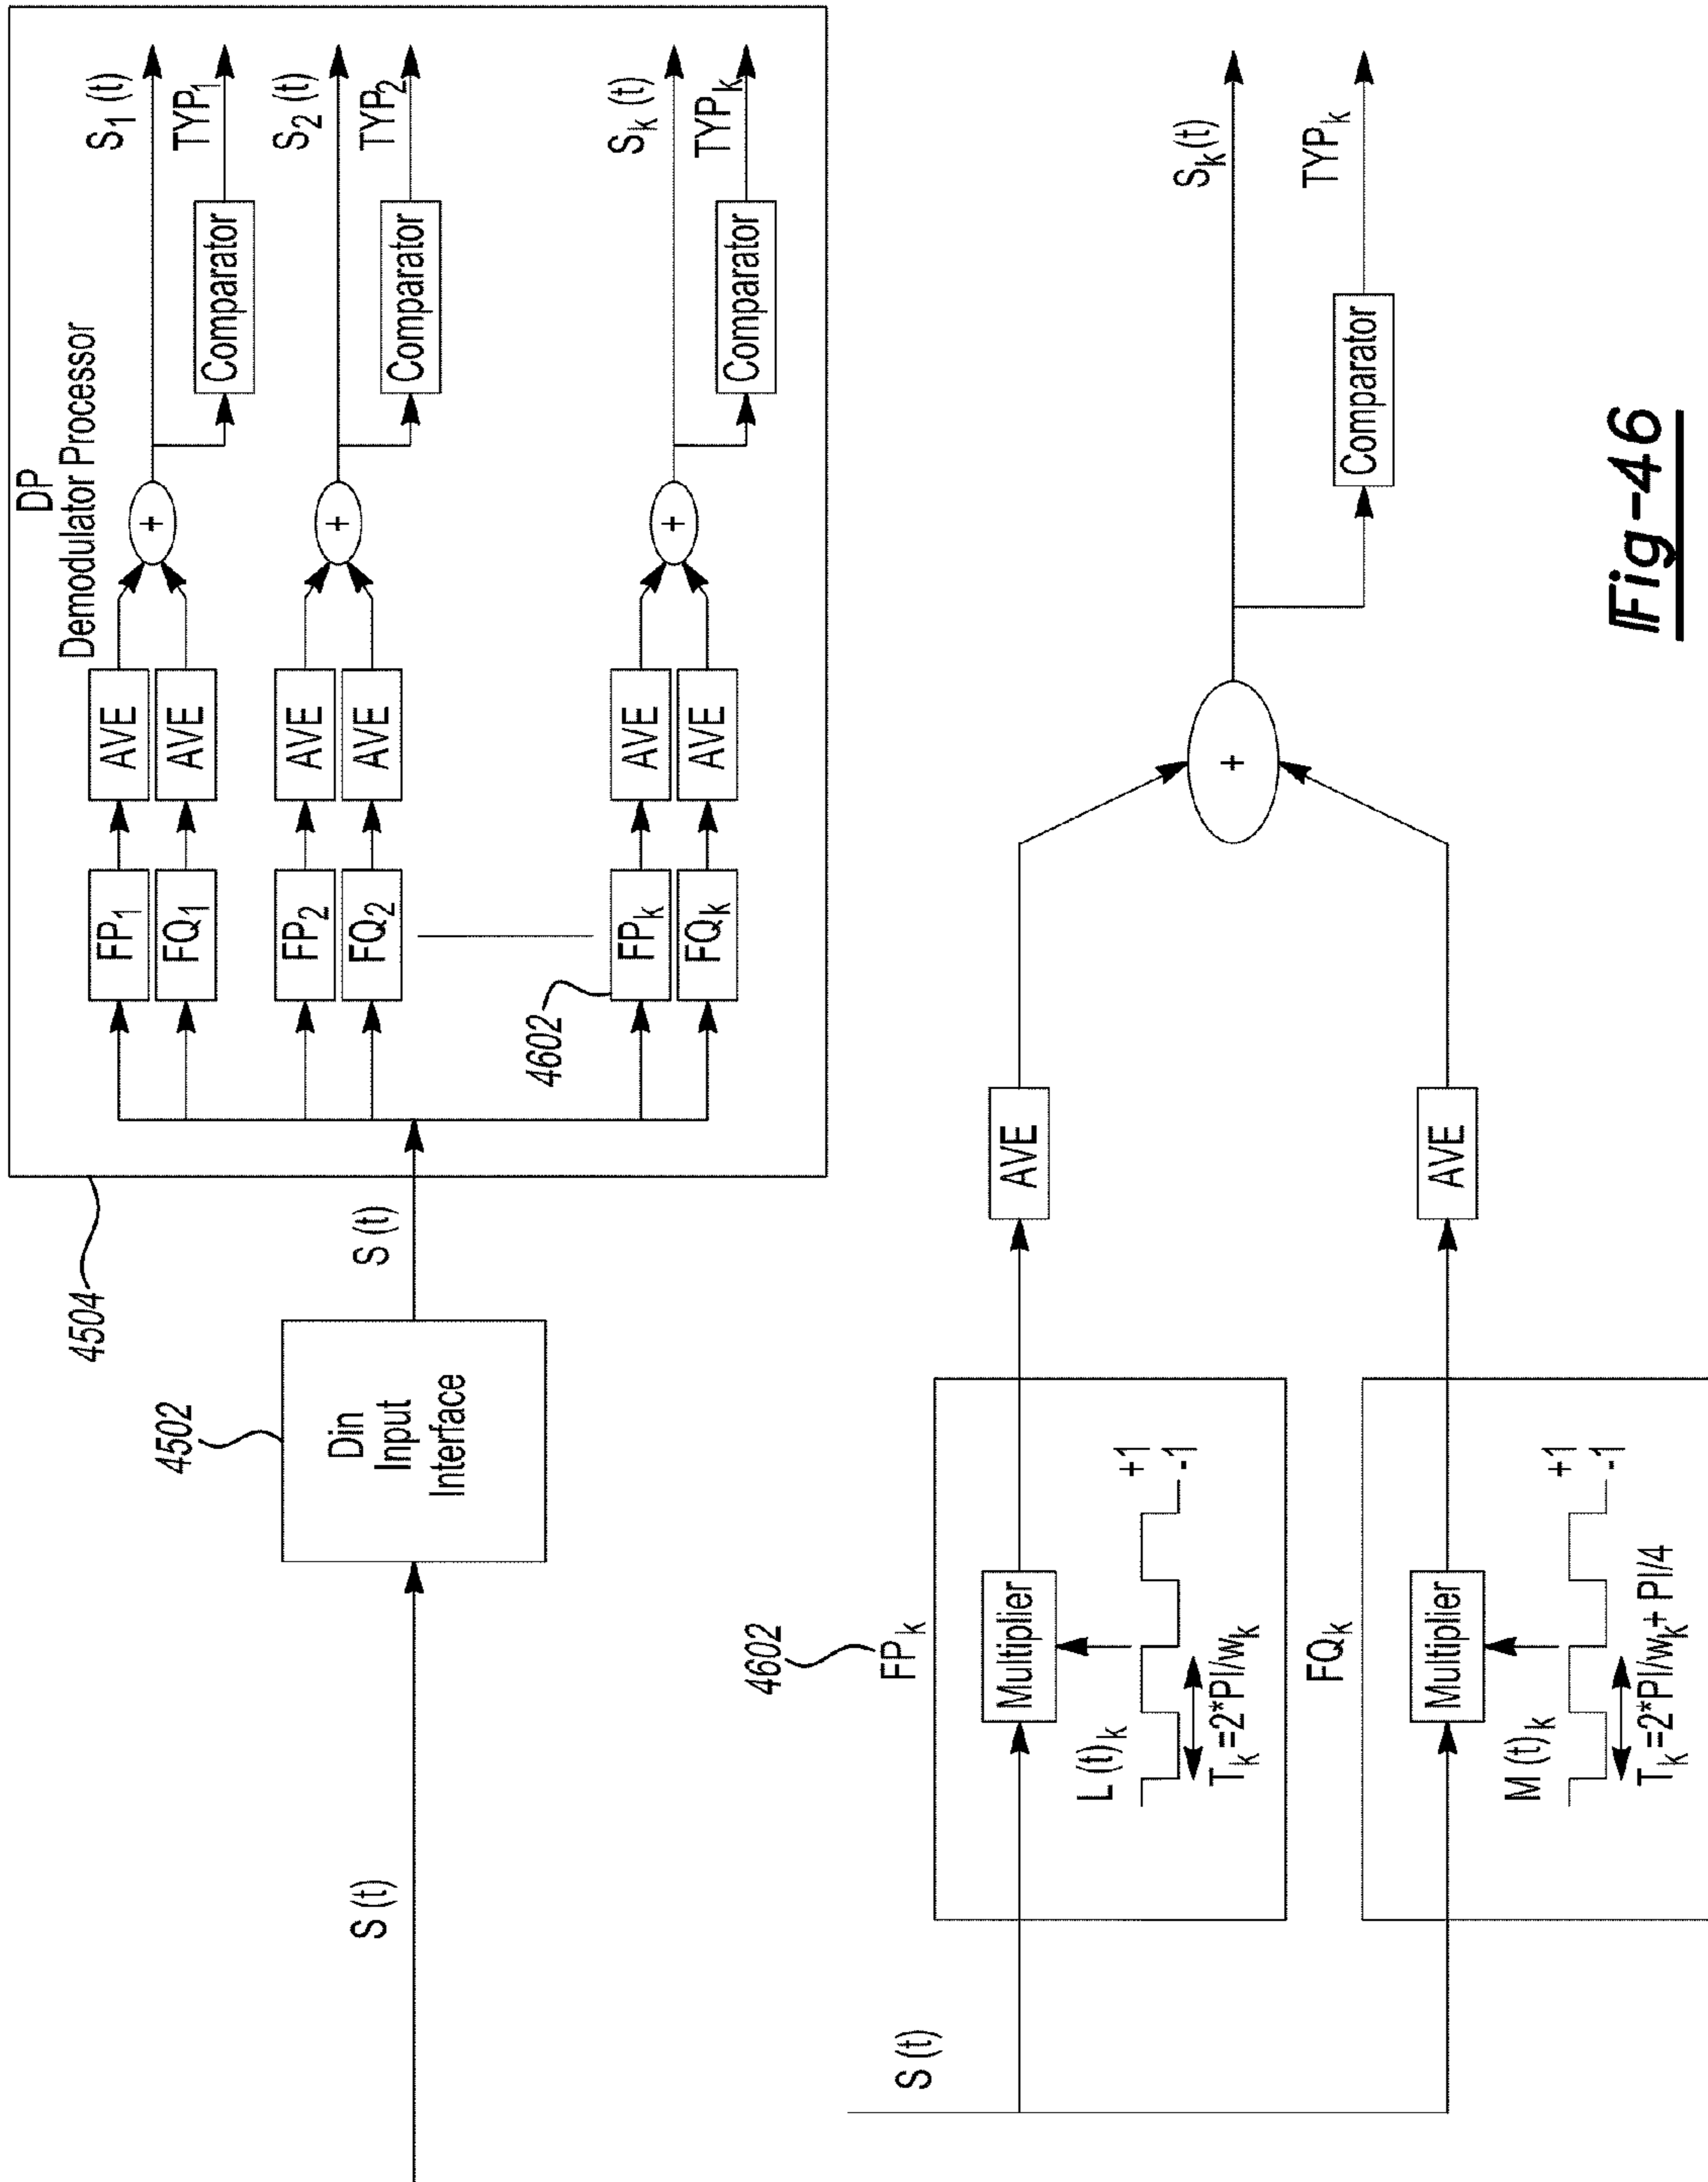 DP
Demodulator Processor
S (t)
4502
Din
Input
Interface
S (t)
4504
FP1
AVE
FQ1
AVE
+
S1 (t)
Comparator
TYP1
FP2
AVE
FQ2
AVE
+
S2 (t)
Comparator
TYP2
4602
FPk
AVE
FQk
AVE
+
Sk (t)
Comparator
TYPk
S (t)
4602
FPk
Multiplier
L (t)k
+1
-1
Tk=2*PI/wk
AVE
FQk
Multiplier
M (t)k
+1
-1
Tk=2*PI/wk+ PI/4
AVE
+
Sk(t)
Comparator
TYPk
Fig-46